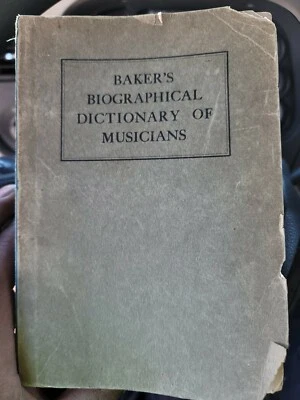 BAKER'S
BIOGRAPHICAL
DICTIONARY OF
MUSICIANS